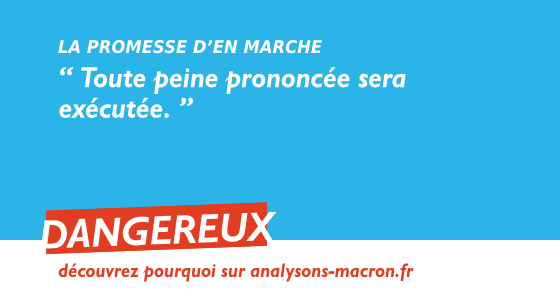 LA PROMESSE D’EN MARCHE
“ Toute peine prononcée sera
exécutée. ”
DANGEREUX
découvrez pourquoi sur analysons-macron.fr